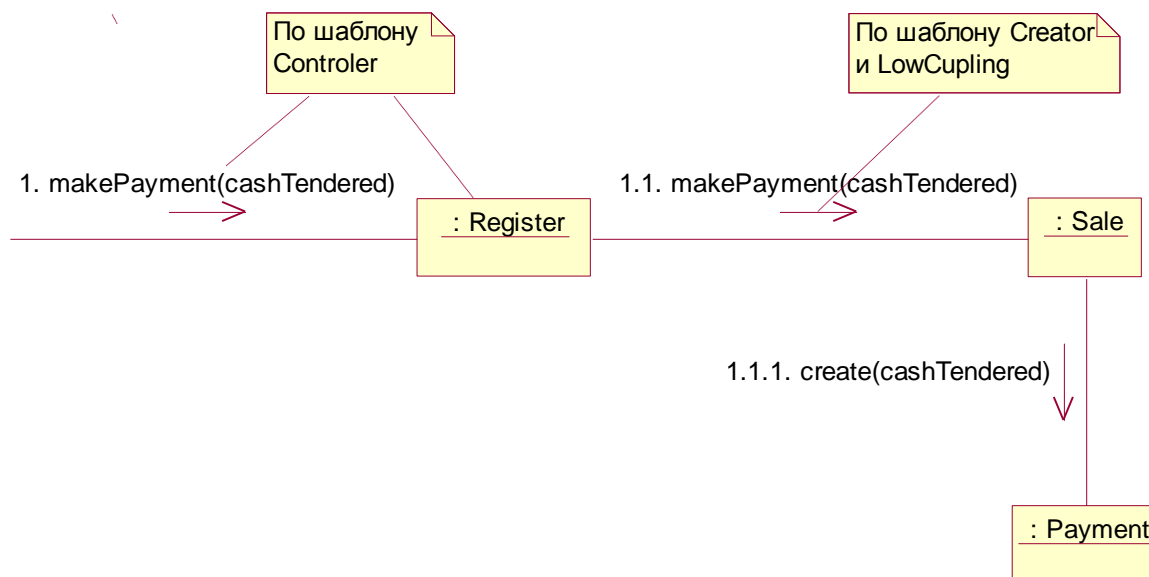 По шаблону
Controler
По шаблону Creator
и LowCupling
1. makePayment(cashTendered)
1.1. makePayment(cashTendered)
: Register
: Sale
1.1.1. create(cashTendered)
: Payment